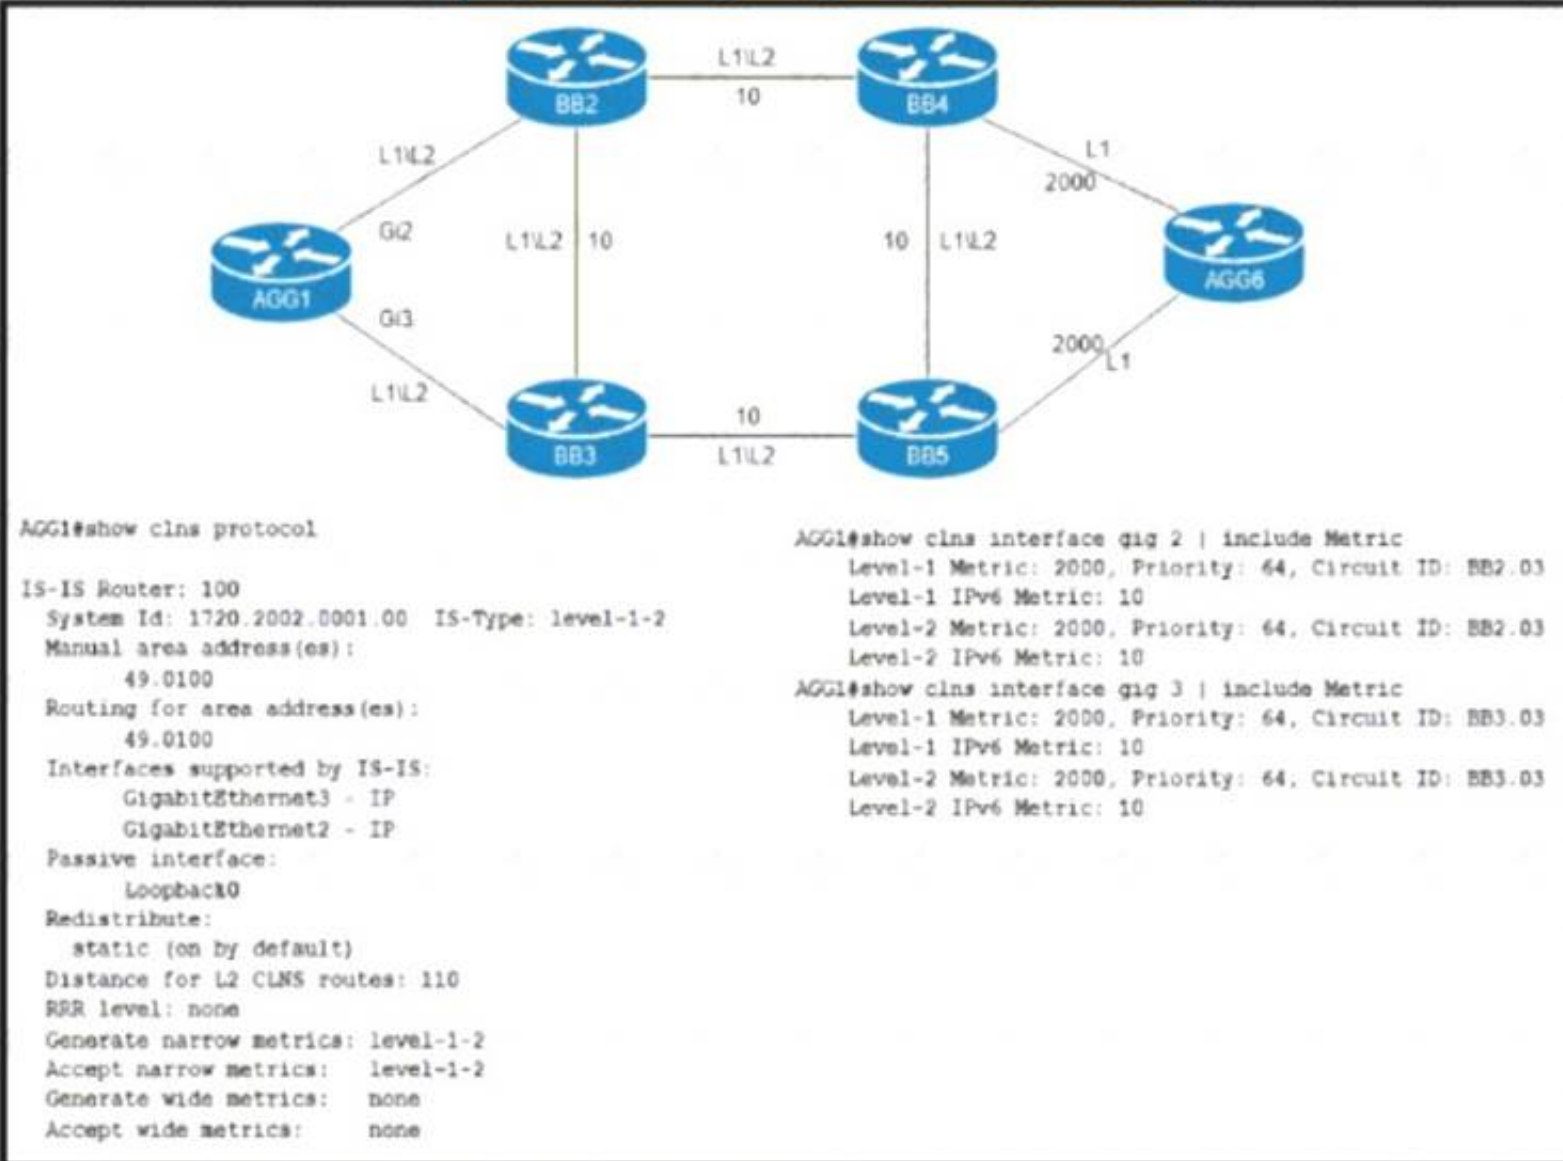 L1\L2
BB2
BB4
10
L1\L2
L1
2000
Gi2
L1\L2
10
10
L1\L2
AGG1
AGG6
Gi3
2000
L1
L1\L2
10
BB3
L1\L2
BB5
AGG1#show clns protocol
IS-IS Router: 100
System Id: 1720.2002.0001.00 IS-Type: level-1-2
Manual area address(es):
49.0100
Routing for area address(es):
49.0100
Interfaces supported by IS-IS:
GigabitEthernet3 - IP
GigabitEthernet2 - IP
Passive interface:
Loopback0
Redistribute:
static (on by default)
Distance for L2 CLNS routes: 110
RRR level: none
Generate narrow metrics: level-1-2
Accept narrow metrics: level-1-2
Generate wide metrics: none
Accept wide metrics: none
AGG1#show clns interface gig 2 | include Metric
Level-1 Metric: 2000, Priority: 64, Circuit ID: BB2.03
Level-1 IPv6 Metric: 10
Level-2 Metric: 2000, Priority: 64, Circuit ID: BB2.03
Level-2 IPv6 Metric: 10
AGG1#show clns interface gig 3 | include Metric
Level-1 Metric: 2000, Priority: 64, Circuit ID: BB3.03
Level-1 IPv6 Metric: 10
Level-2 Metric: 2000, Priority: 64, Circuit ID: BB3.03
Level-2 IPv6 Metric: 10